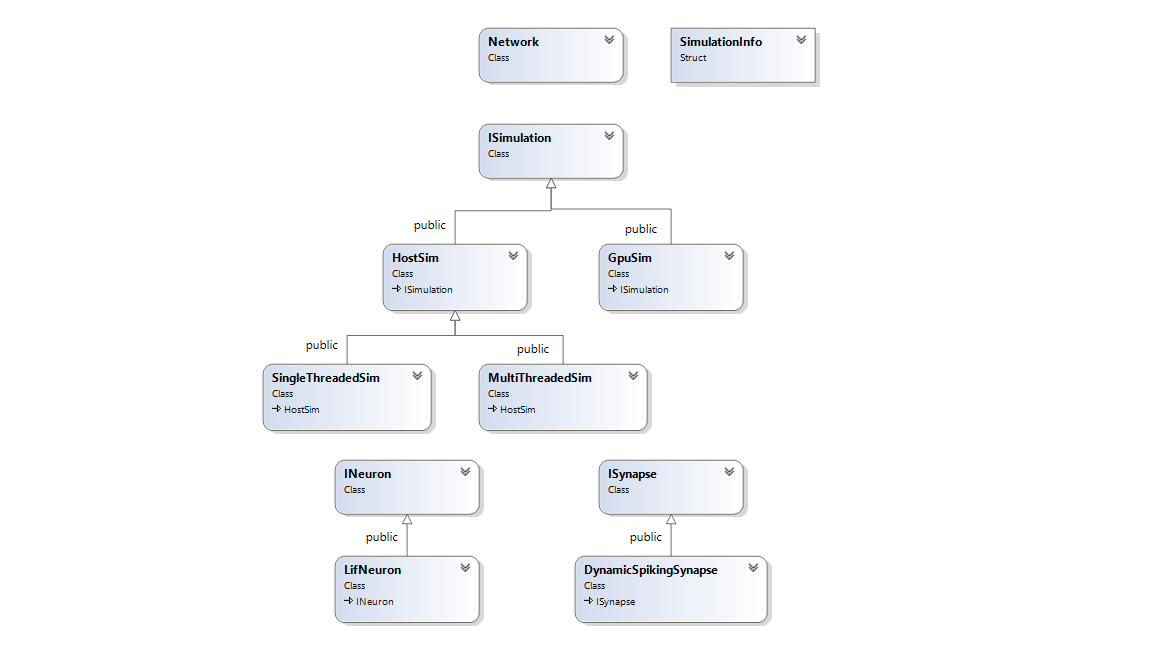 Network
Class
SimulationInfo
Struct
ISimulation
Class
public
public
HostSim
Class
ISimulation
GpuSim
Class
ISimulation
public
public
SingleThreadedSim
Class
HostSim
MultiThreadedSim
Class
HostSim
INeuron
Class
ISynapse
Class
public
public
LifNeuron
Class
INeuron
DynamicSpikingSynapse
Class
ISynapse